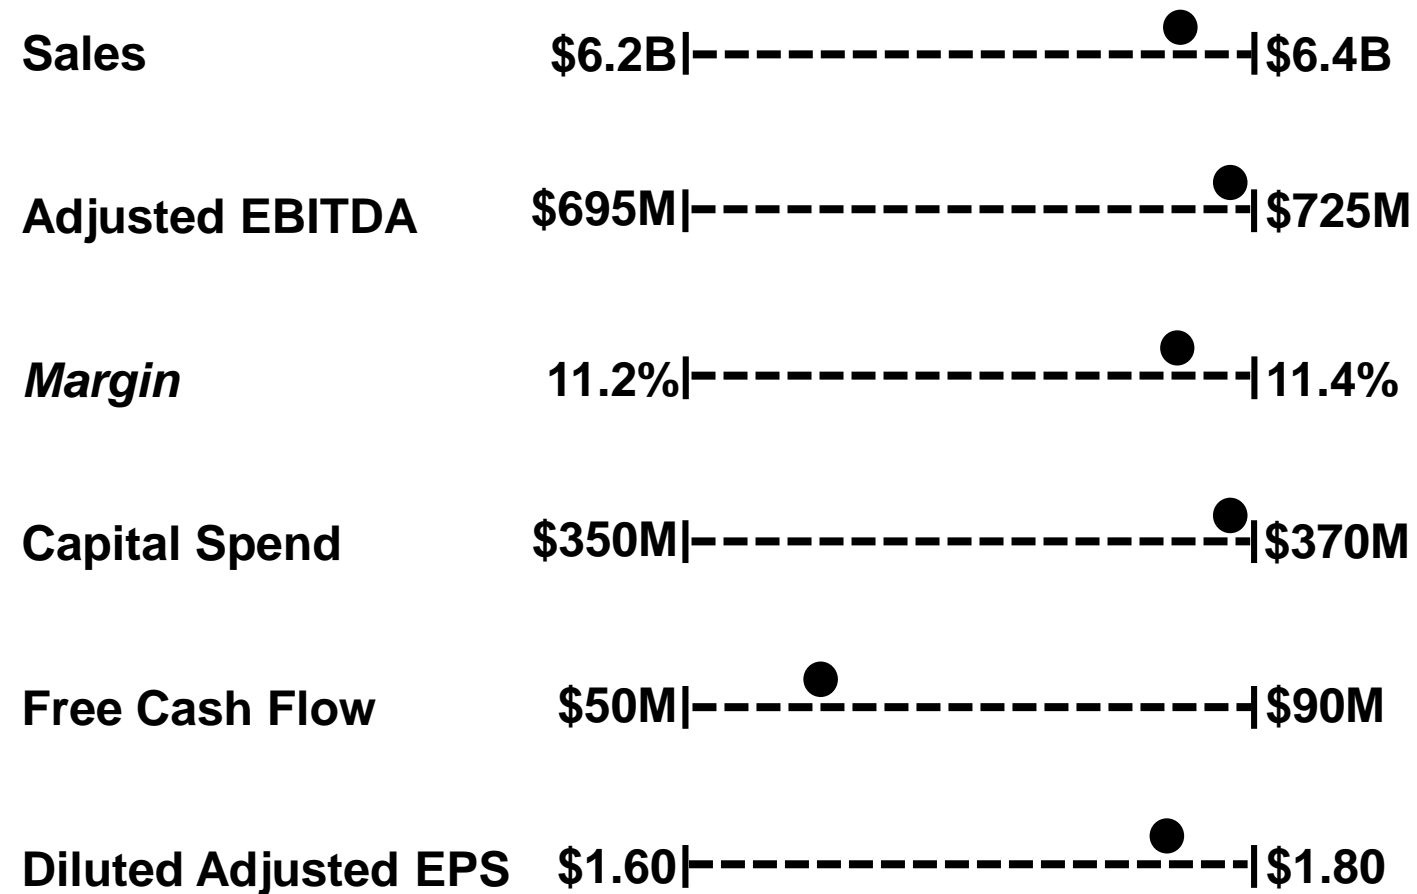 Sales $6.2B $6.4B
Adjusted EBITDA $695M $725M
Margin 11.2% 11.4%
Capital Spend $350M $370M
Free Cash Flow $50M $90M
Diluted Adjusted EPS $1.60 $1.80